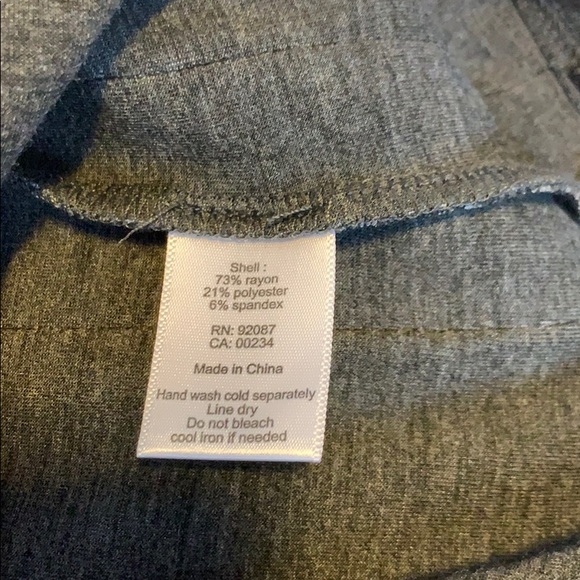 Shell :
73% rayon
21% polyester
6% spandex
RN: 92087
CA: 00234
Made in China
Hand wash cold separately
Line dry
Do not bleach
cool iron if needed